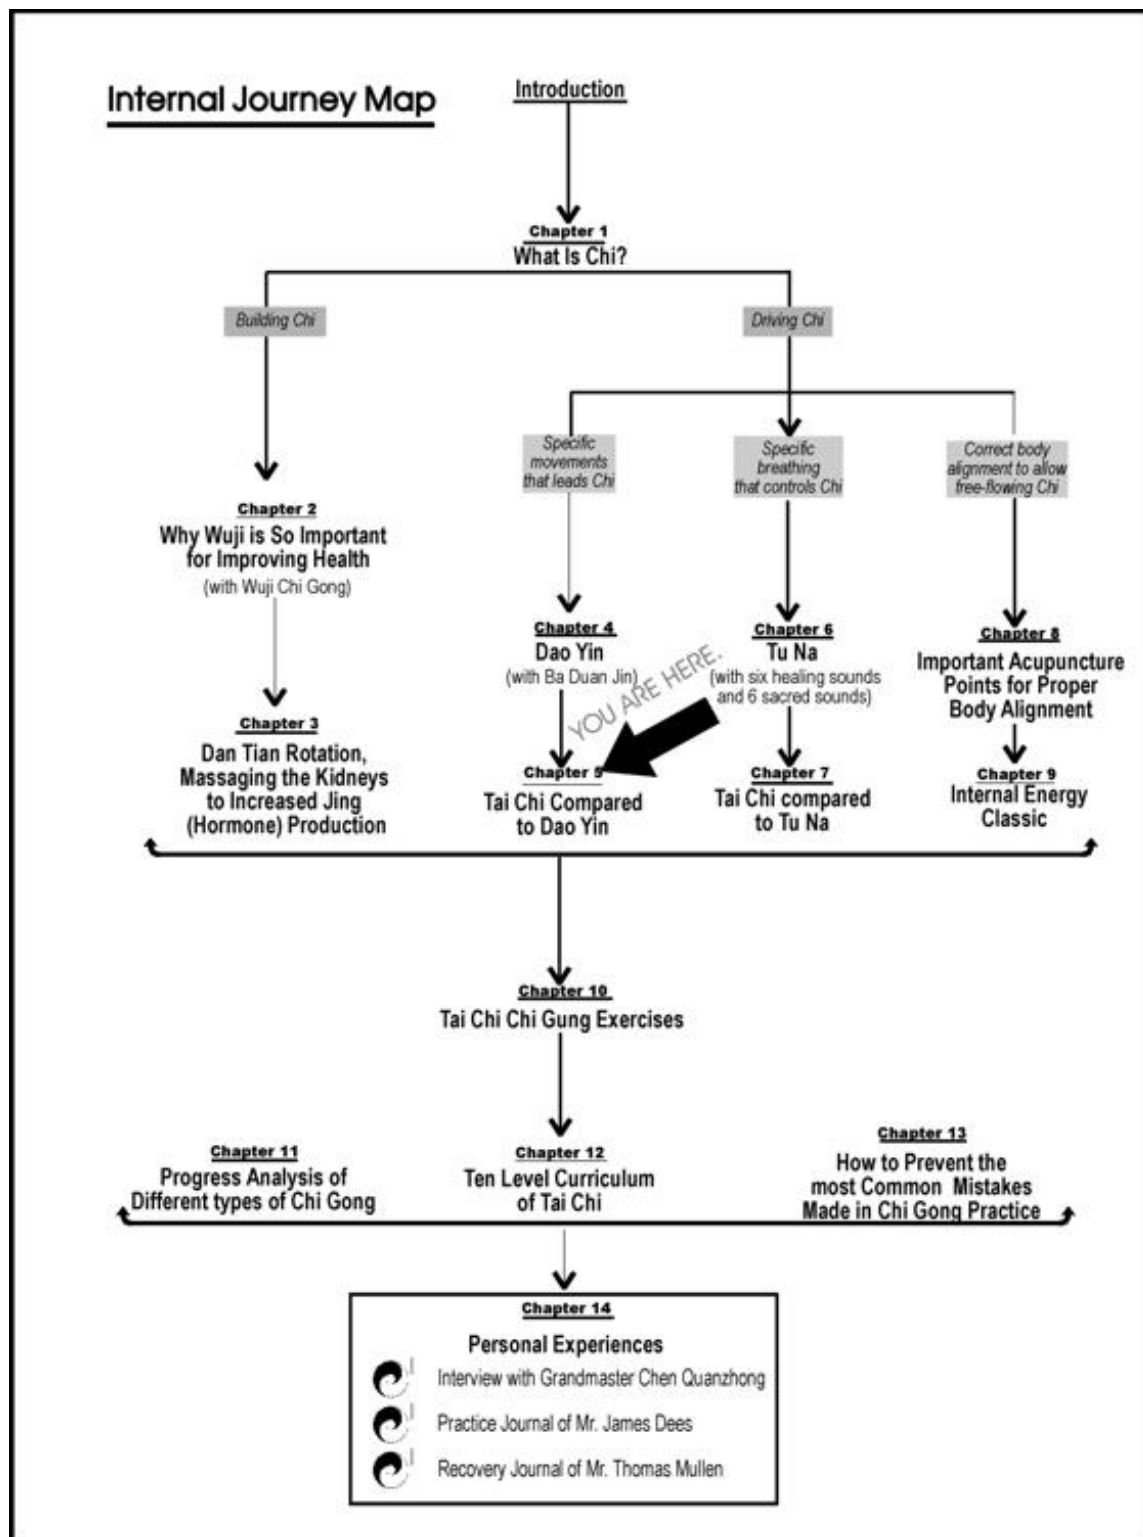 Internal Journey Map
Introduction
Chapter 1
What Is Chi?
Building Chi
Driving Chi
Specific
movements
that leads Chi
Specific
breathing
that controls Chi
Correct body
alignment to allow
free-flowing Chi
Chapter 2
Why Wuji is So Important
for Improving Health
(with Wuji Chi Gong)
Chapter 3
Dan Tian Rotation,
Massaging the Kidneys
to Increased Jing
(Hormone) Production
Chapter 4
Dao Yin
(with Ba Duan Jin)
YOU ARE HERE.
Chapter 5
Tai Chi Compared
to Dao Yin
Chapter 6
Tu Na
(with six healing sounds
and 6 sacred sounds)
Chapter 7
Tai Chi compared
to Tu Na
Chapter 8
Important Acupuncture
Points for Proper
Body Alignment
Chapter 9
Internal Energy
Classic
Chapter 10
Tai Chi Chi Gung Exercises
Chapter 11
Progress Analysis of
Different types of Chi Gong
Chapter 12
Ten Level Curriculum
of Tai Chi
Chapter 13
How to Prevent the
most Common Mistakes
Made in Chi Gong Practice
Chapter 14
Personal Experiences
Interview with Grandmaster Chen Quanzhong
Practice Journal of Mr. James Dees
Recovery Journal of Mr. Thomas Mullen